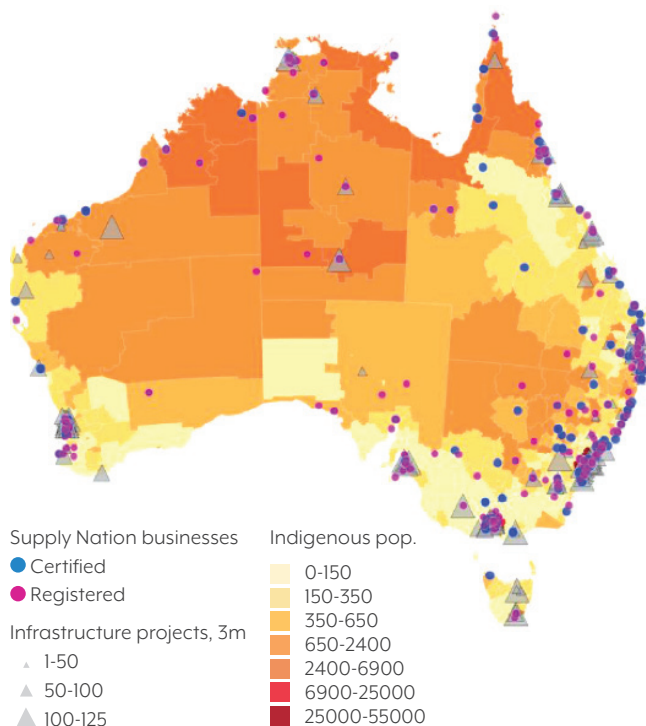 Supply Nation businesses
Certified
Registered
Infrastructure projects, 3m
1-50
50-100
100-125
Indigenous pop.
0-150
150-350
350-650
650-2400
2400-6900
6900-25000
25000-55000